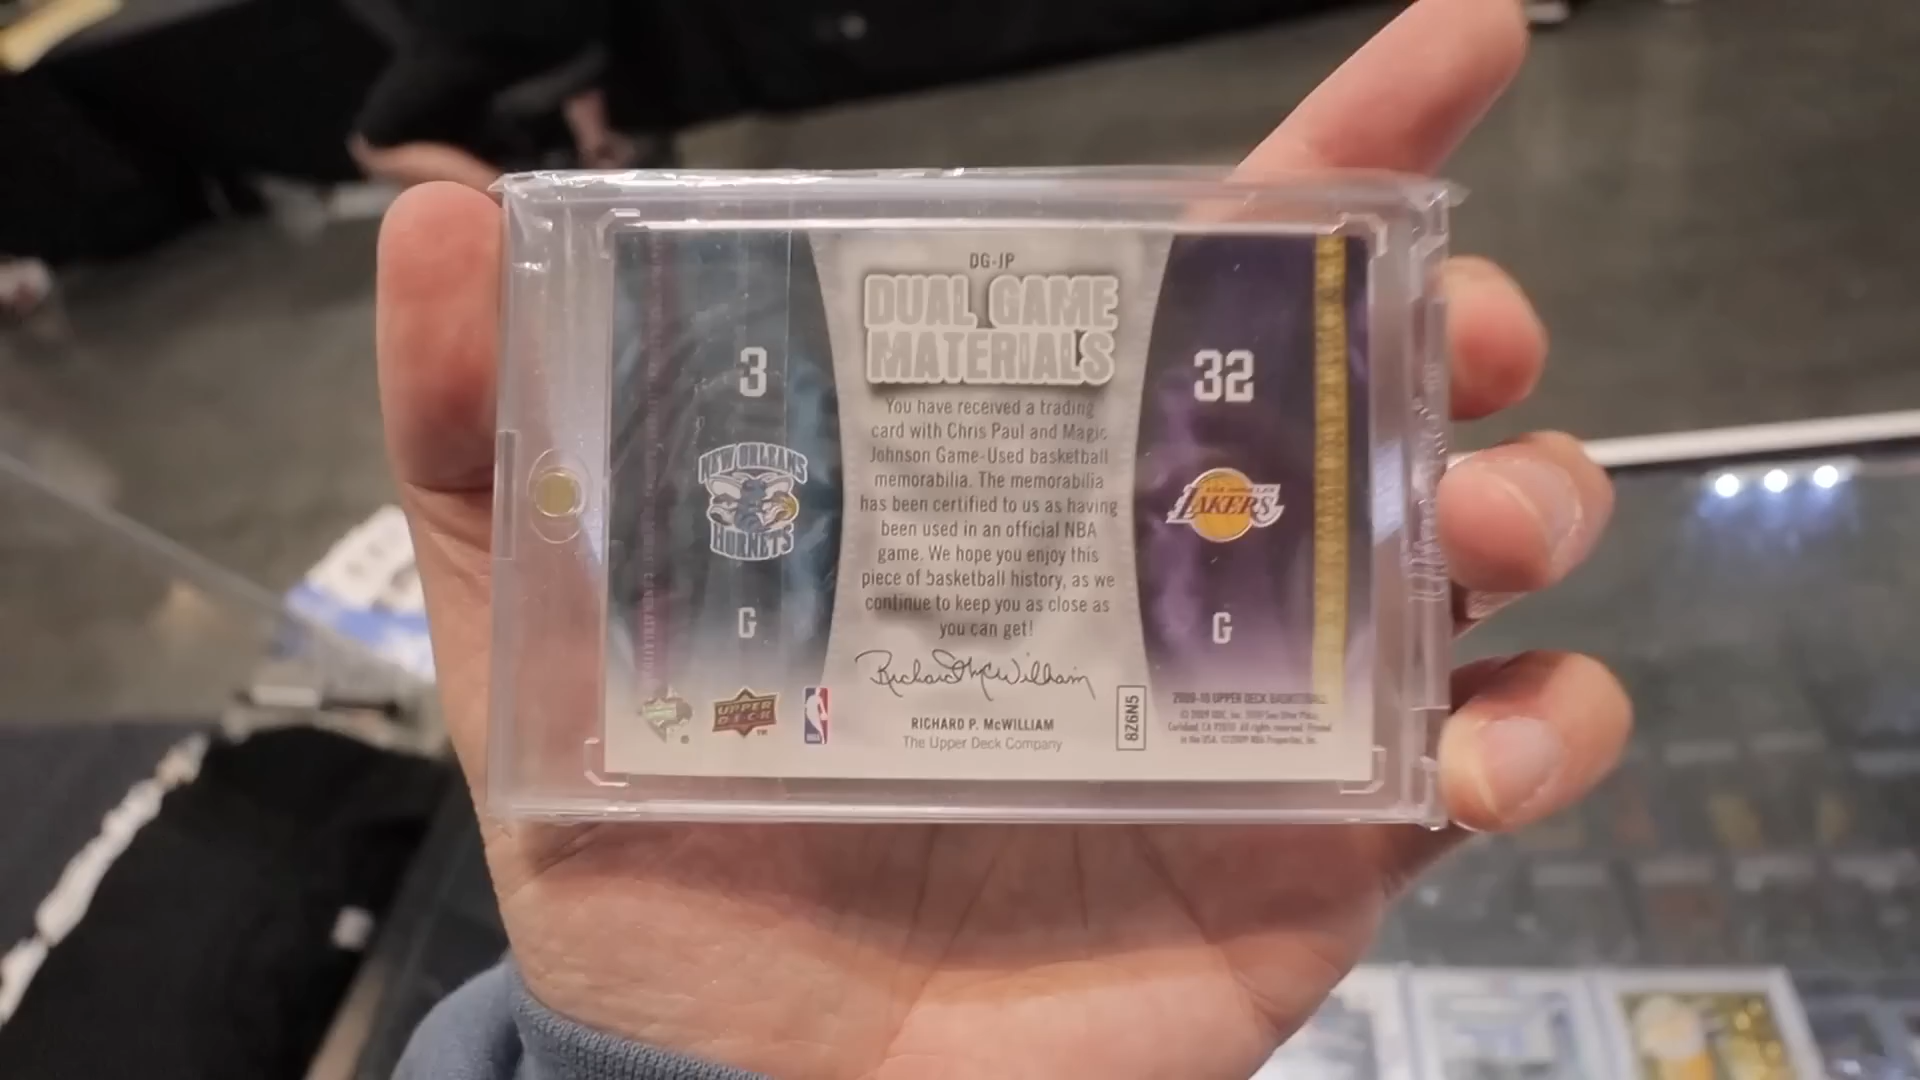 DG-JP
DUAL GAME
MATERIALS
3
32
You have received a trading
card with Chris Paul and Magic
Johnson Game-Used basketball
memorabilia. The memorabilia
has been certified to us as having
been used in an official NBA
game. We hope you enjoy this
piece of basketball history, as we
continue to keep you as close as
you can get!
NEW ORLEANS
HORNETS
LOS ANGELES
LAKERS
G
G
Richard McWilliam
RICHARD P. McWILLIAM
The Upper Deck Company
UPPER
DECK
TM
NBA
8Z6N5
2009-10 UPPER DECK BASKETBALL
Carlsbad, CA 92010. All rights reserved. Printed
in the USA. ©2009 NBA Properties, Inc.